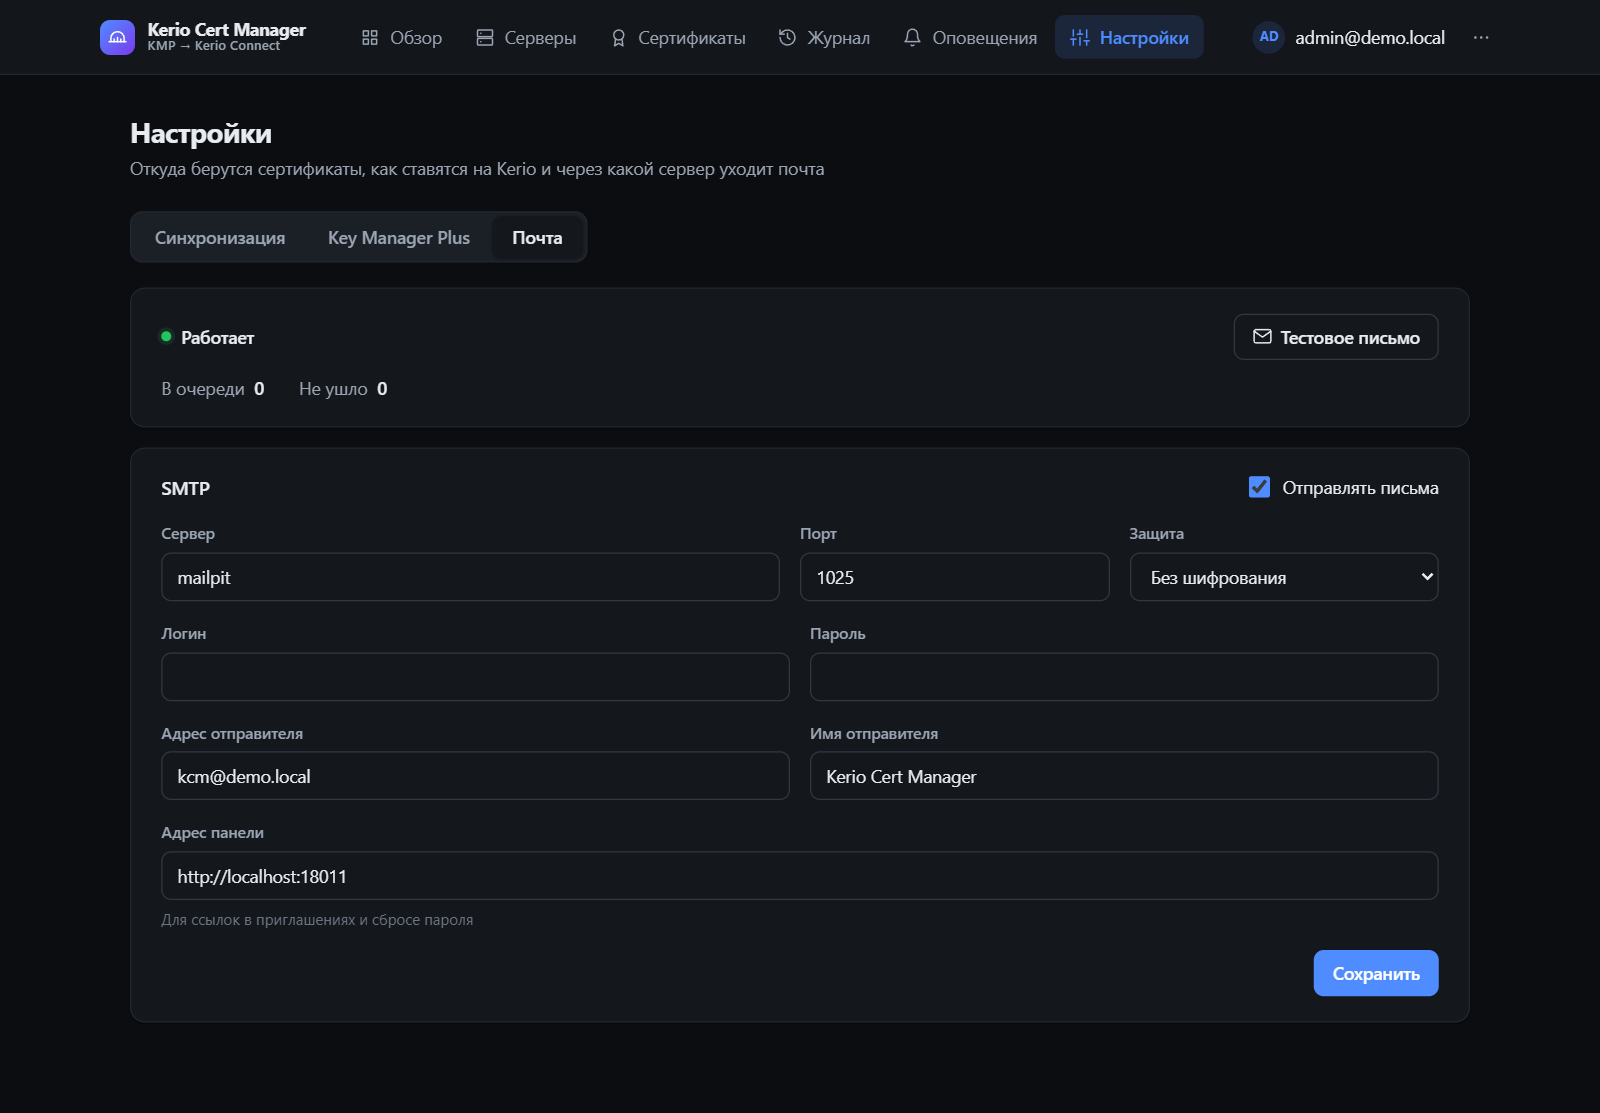 Kerio Cert Manager
KMP → Kerio Connect
Обзор
Серверы
Сертификаты
Журнал
Оповещения
Настройки
AD
admin@demo.local
···
Настройки
Откуда берутся сертификаты, как ставятся на Kerio и через какой сервер уходит почта
Синхронизация
Key Manager Plus
Почта
Работает
Тестовое письмо
В очереди 0
Не ушло 0
SMTP
Отправлять письма
Сервер
Порт
Защита
mailpit
1025
Без шифрования
Логин
Пароль
Адрес отправителя
Имя отправителя
kcm@demo.local
Kerio Cert Manager
Адрес панели
http://localhost:18011
Для ссылок в приглашениях и сбросе пароля
Сохранить